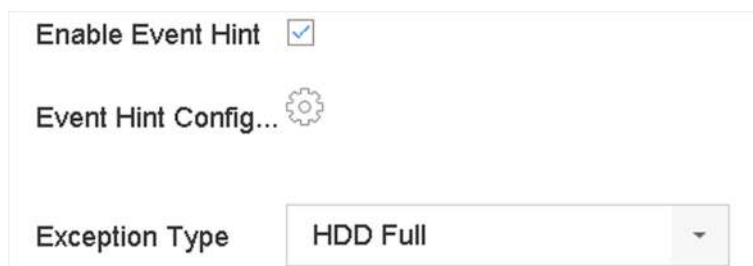 Enable Event Hint
Event Hint Config...
Exception Type HDD Full